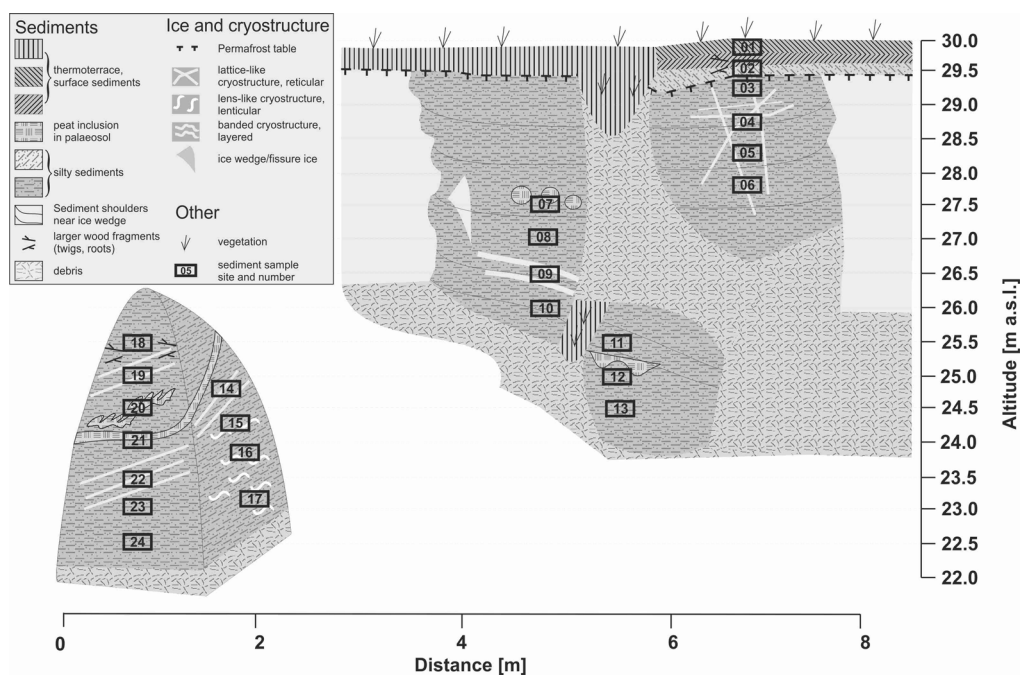 Sediments
thermoterrace,
surface sediments
peat inclusion
in palaeosol
silty sediments
Sediment shoulders
near ice wedge
larger wood fragments
(twigs, roots)
debris
Ice and cryostructure
Permafrost table
lattice-like
cryostructure, reticular
lens-like cryostructure,
lenticular
banded cryostructure,
layered
ice wedge/fissure ice
Other
vegetation
05 sediment sample
site and number
01
02
03
04
05
06
07
08
09
10
11
12
13
14
15
16
17
18
19
20
21
22
23
24
30.0
29.5
29.0
28.5
28.0
27.5
27.0
26.5
26.0
25.5
25.0
24.5
24.0
23.5
23.0
22.5
22.0
Altitude [m a.s.l.]
0 2 4 6 8
Distance [m]